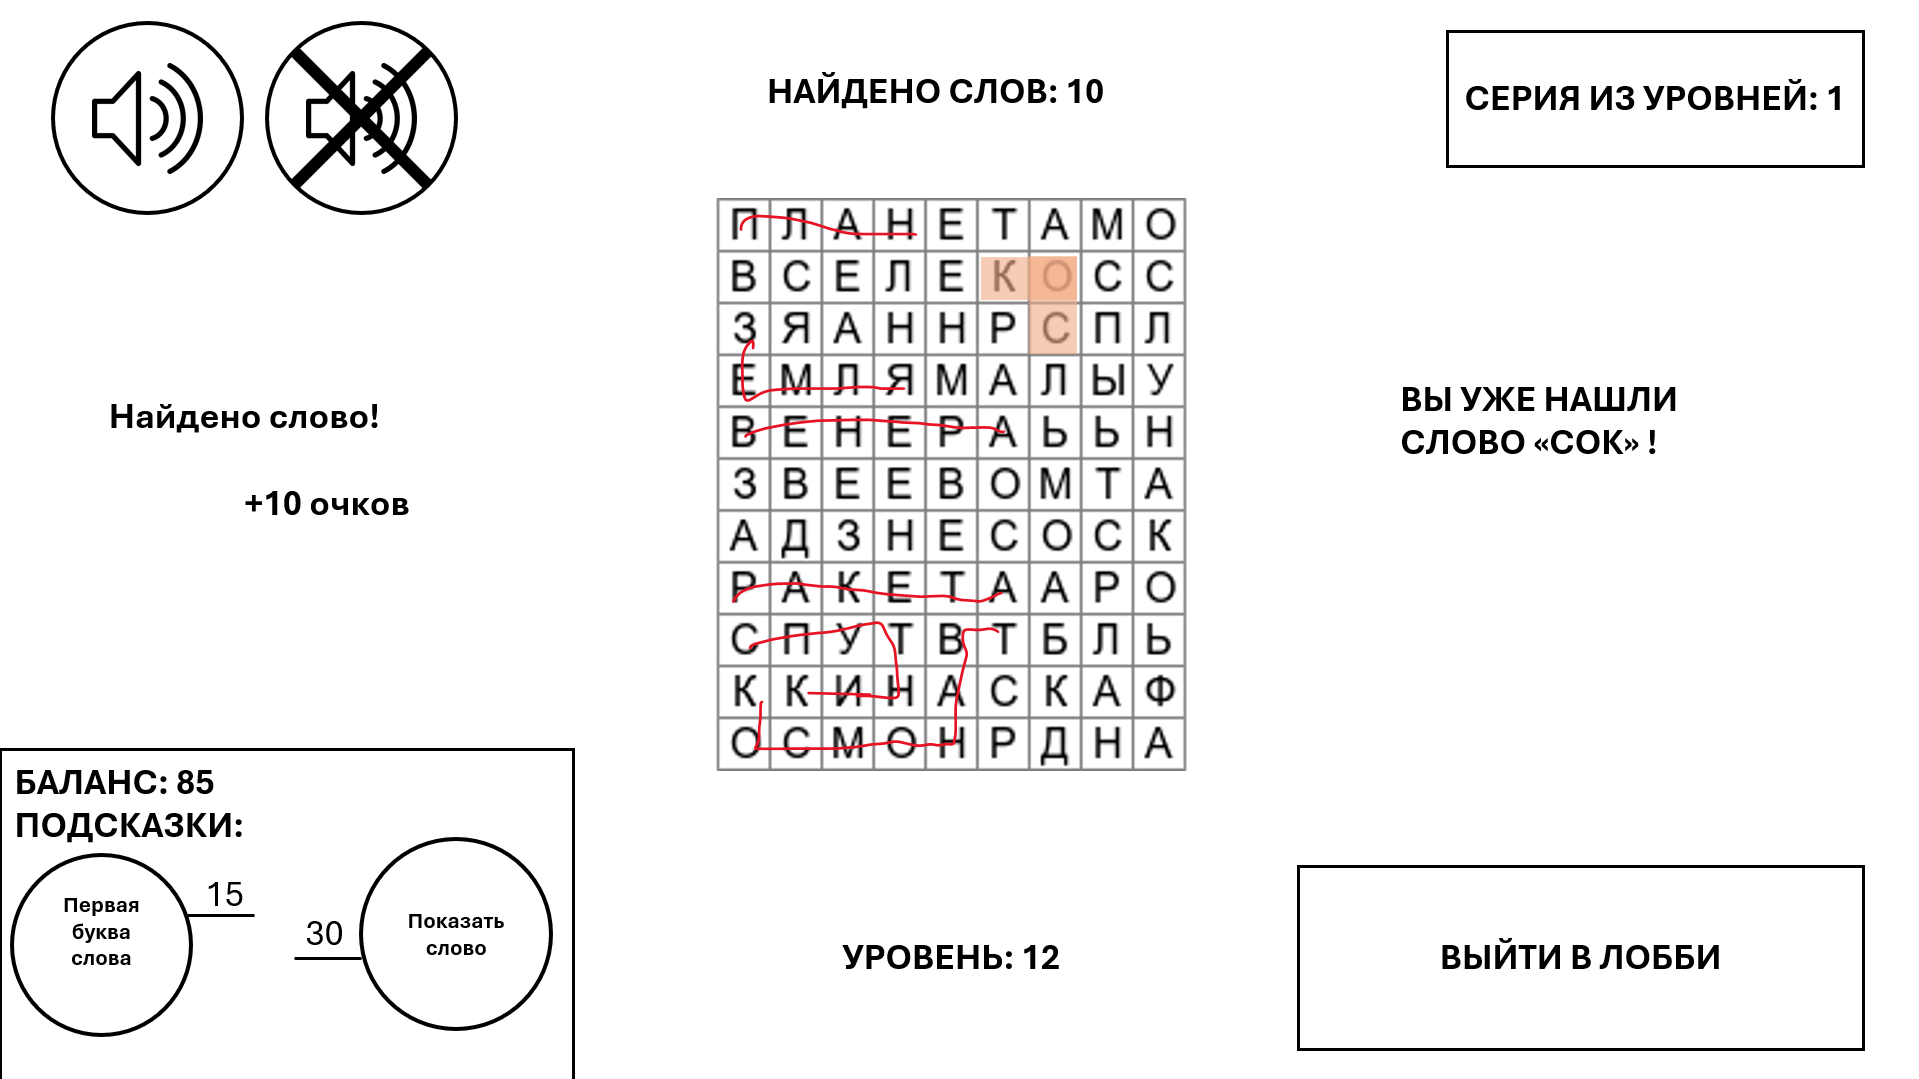 НАЙДЕНО СЛОВ: 10
СЕРИЯ ИЗ УРОВНЕЙ: 1
П Л А Н Е Т А М О
В С Е Л Е К О С С
З Я А Н Н Р С П Л
Е М Л Я М А Л Ы У
В Е Н Е Р А Ь Ь Н
З В Е Е В О М Т А
А Д З Н Е С О С К
Р А К Е Т А А Р О
С П У Т В Т Б Л Ь
К К И Н А С К А Ф
О С М О Н Р Д Н А
Найдено слово!
+10 очков
ВЫ УЖЕ НАШЛИ
СЛОВО «СОК» !
БАЛАНС: 85
ПОДСКАЗКИ:
Первая
буква
слова
15
30
Показать
слово
УРОВЕНЬ: 12
ВЫЙТИ В ЛОББИ